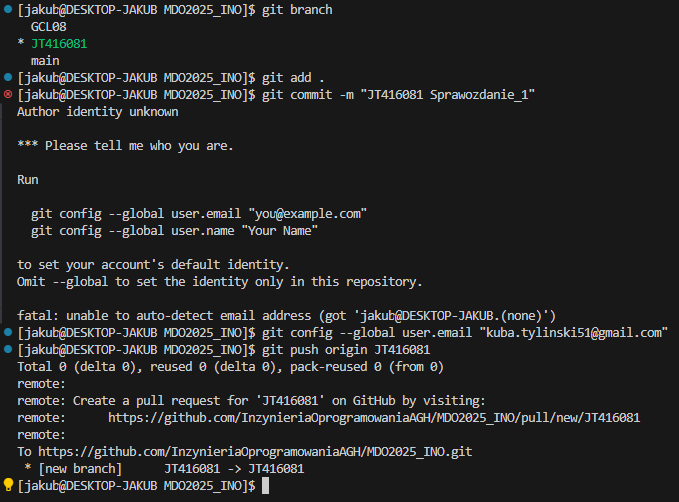 [jakub@DESKTOP-JAKUB MDO2025_INO]$ git branch
  GCL08
* JT416081
  main
[jakub@DESKTOP-JAKUB MDO2025_INO]$ git add .
[jakub@DESKTOP-JAKUB MDO2025_INO]$ git commit -m "JT416081 Sprawozdanie_1"
Author identity unknown

*** Please tell me who you are.

Run

  git config --global user.email "you@example.com"
  git config --global user.name "Your Name"

to set your account's default identity.
Omit --global to set the identity only in this repository.

fatal: unable to auto-detect email address (got 'jakub@DESKTOP-JAKUB.(none)')
[jakub@DESKTOP-JAKUB MDO2025_INO]$ git config --global user.email "kuba.tylinski51@gmail.com"
[jakub@DESKTOP-JAKUB MDO2025_INO]$ git push origin JT416081
Total 0 (delta 0), reused 0 (delta 0), pack-reused 0 (from 0)
remote:
remote: Create a pull request for 'JT416081' on GitHub by visiting:
remote:      https://github.com/InzynieriaOprogramowaniaAGH/MDO2025_INO/pull/new/JT416081
remote:
To https://github.com/InzynieriaOprogramowaniaAGH/MDO2025_INO.git
 * [new branch]      JT416081 -> JT416081
[jakub@DESKTOP-JAKUB MDO2025_INO]$